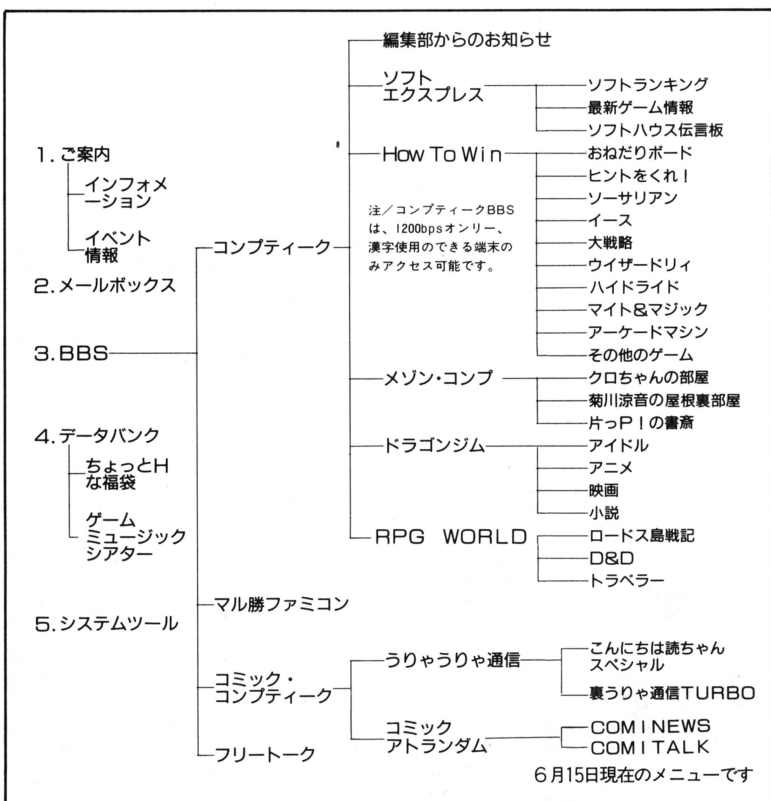 1.ご案内
インフォメ
ーション
イベント
情報
2.メールボックス
3.BBS
4.データバンク
ちょっとH
な福袋
ゲーム
ミュージック
シアター
5.システムツール
コンプティーク
編集部からのお知らせ
ソフト
エクスプレス
ソフトランキング
最新ゲーム情報
ソフトハウス伝言板
How To Win
おねだりボード
ヒントをくれ!
ソーサリアン
イース
大戦略
ウイザードリィ
ハイドライド
マイト&マジック
アーケードマシン
その他のゲーム
注/コンプティークBBS
は、1200bpsオンリー、
漢字使用のできる端末の
みアクセス可能です。
メゾン・コンプ
クロちゃんの部屋
菊川涼音の屋根裏部屋
片っPIの書斎
ドラゴンジム
アイドル
アニメ
映画
小説
RPG WORLD
ロードス島戦記
D&D
トラベラー
マル勝ファミコン
コミック・
コンプティーク
うりゃうりゃ通信
こんにちは読ちゃん
スペシャル
裏うりゃ通信TURBO
コミック
アトランダム
COMINEWS
COMITALK
フリートーク
6月15日現在のメニューです